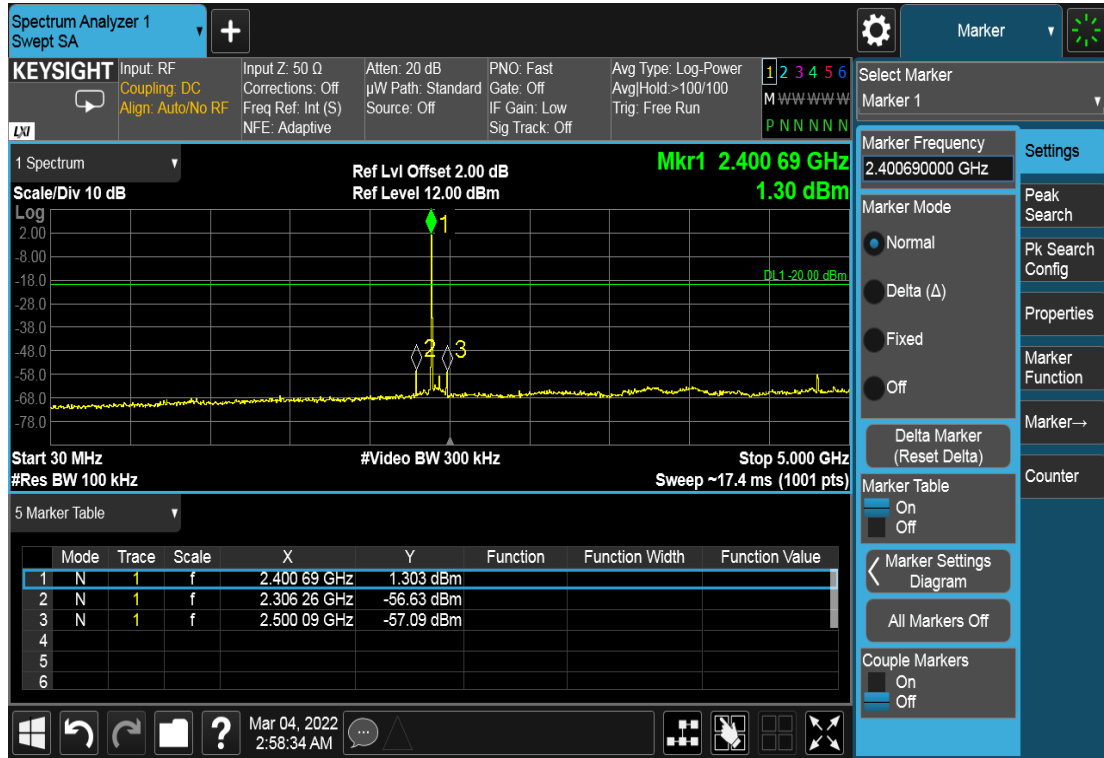 Spectrum Analyzer 1
Swept SA
+
Marker
KEYSIGHT
LXI
Input: RF
Coupling: DC
Align: Auto/No RF
Input Z: 50 Ω
Corrections: Off
Freq Ref: Int (S)
NFE: Adaptive
Atten: 20 dB
µW Path: Standard
Source: Off
PNO: Fast
Gate: Off
IF Gain: Low
Sig Track: Off
Avg Type: Log-Power
Avg|Hold:>100/100
Trig: Free Run
1 2 3 4 5 6
M W W W W W
P N N N N N
Select Marker
Marker 1
1 Spectrum
Scale/Div 10 dB
Ref Lvl Offset 2.00 dB
Ref Level 12.00 dBm
Mkr1 2.400 69 GHz
1.30 dBm
Log
2.00
-8.00
-18.0
-28.0
-38.0
-48.0
-58.0
-68.0
-78.0
1
2
3
DL1 -20.00 dBm
Start 30 MHz
#Res BW 100 kHz
#Video BW 300 kHz
Stop 5.000 GHz
Sweep ~17.4 ms (1001 pts)
5 Marker Table
Mode Trace Scale X Y Function Function Width Function Value
1 N 1 f 2.400 69 GHz 1.303 dBm
2 N 1 f 2.306 26 GHz -56.63 dBm
3 N 1 f 2.500 09 GHz -57.09 dBm
4
5
6
Marker Frequency
2.400690000 GHz
Marker Mode
Normal
Delta (Δ)
Fixed
Off
Delta Marker
(Reset Delta)
Marker Table
On
Off
Marker Settings
Diagram
All Markers Off
Couple Markers
On
Off
Settings
Peak
Search
Pk Search
Config
Properties
Marker
Function
Marker→
Counter
?
Mar 04, 2022
2:58:34 AM